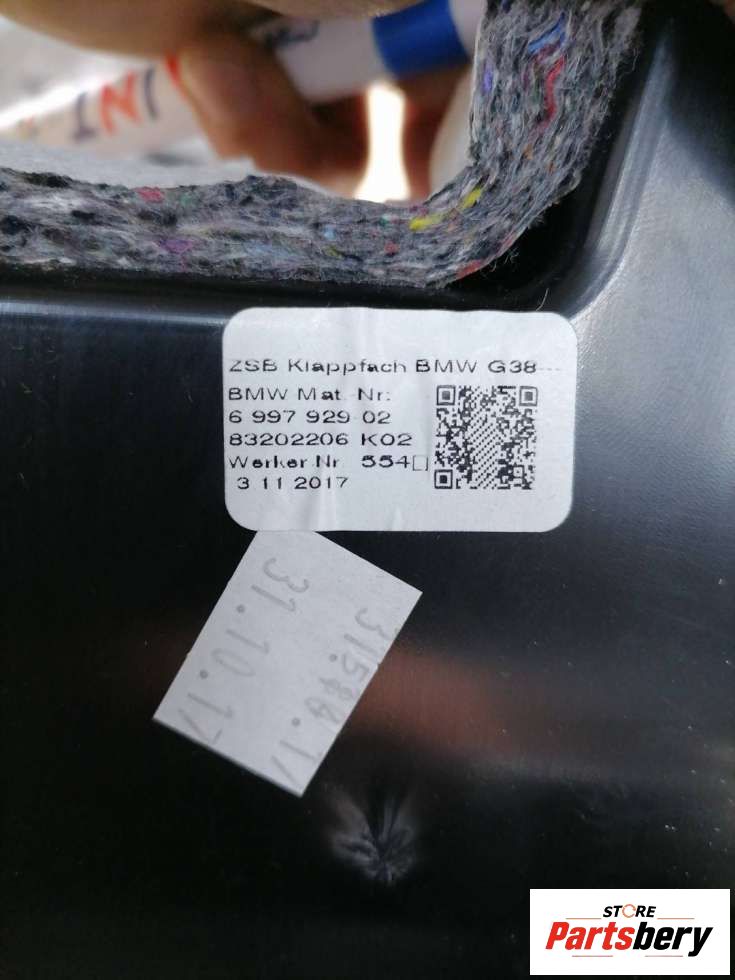 ZSB Klappfach BMW G38---
BMW Mat.-Nr:
6 997 929-02
83202206 K02
Werker.Nr. 554□
3 11 2017
31.10.17
STORE
Partsbery